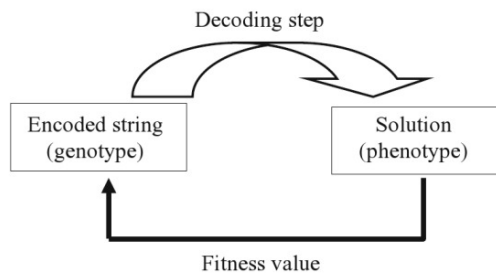 Decoding step
Encoded string
(genotype)
Solution
(phenotype)
Fitness value